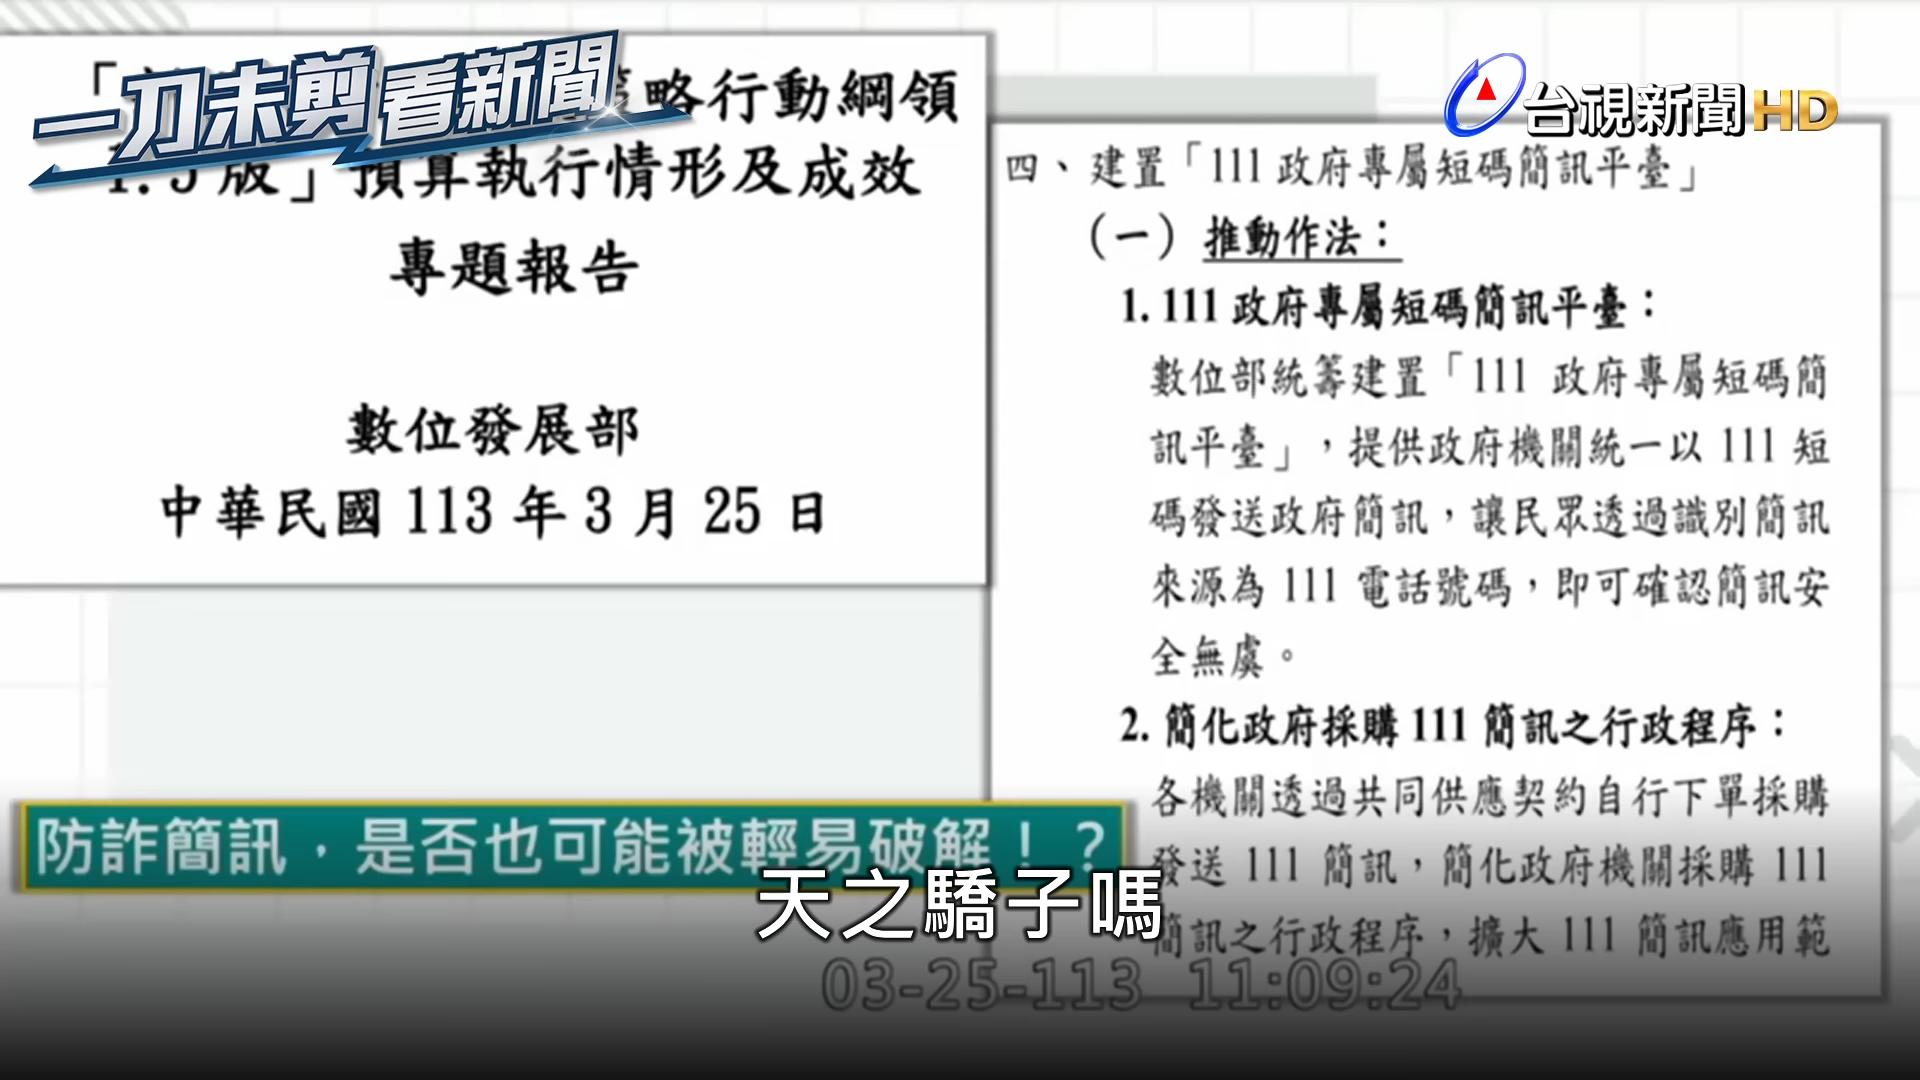 一刀未剪看新聞
台視新聞HD
略行動綱領
版」預算執行情形及成效
專題報告
數位發展部
中華民國 113 年 3 月 25 日
四、建置「111 政府專屬短碼簡訊平臺」
（一）推動作法：
1. 111 政府專屬短碼簡訊平臺：
數位部統籌建置「111 政府專屬短碼簡
訊平臺」，提供政府機關統一以 111 短
碼發送政府簡訊，讓民眾透過識別簡訊
來源為 111 電話號碼，即可確認簡訊安
全無虞。
2. 簡化政府採購 111 簡訊之行政程序：
各機關透過共同供應契約自行下單採購
發送 111 簡訊，簡化政府機關採購 111
簡訊之行政程序，擴大 111 簡訊應用範
防詐簡訊，是否也可能被輕易破解！？
天之驕子嗎
03-25-113 11:09:24